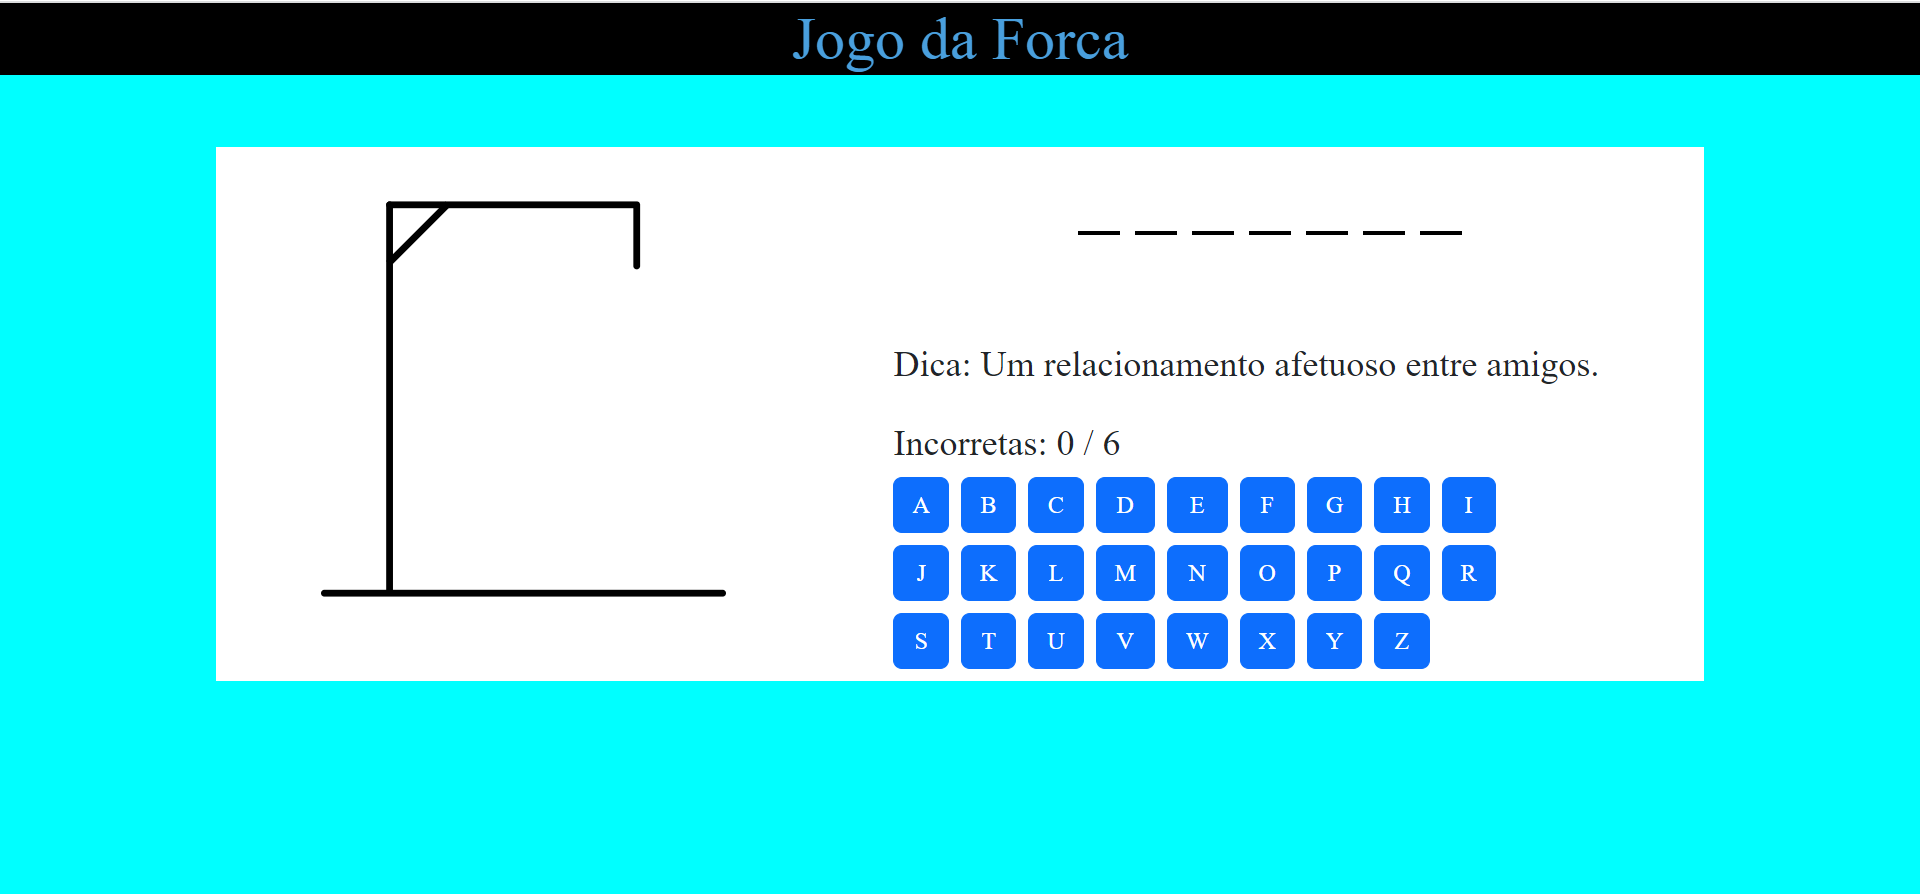 Jogo da Forca
_ _ _ _ _ _ _
Dica: Um relacionamento afetuoso entre amigos.
Incorretas: 0 / 6
A B C D E F G H I
J K L M N O P Q R
S T U V W X Y Z